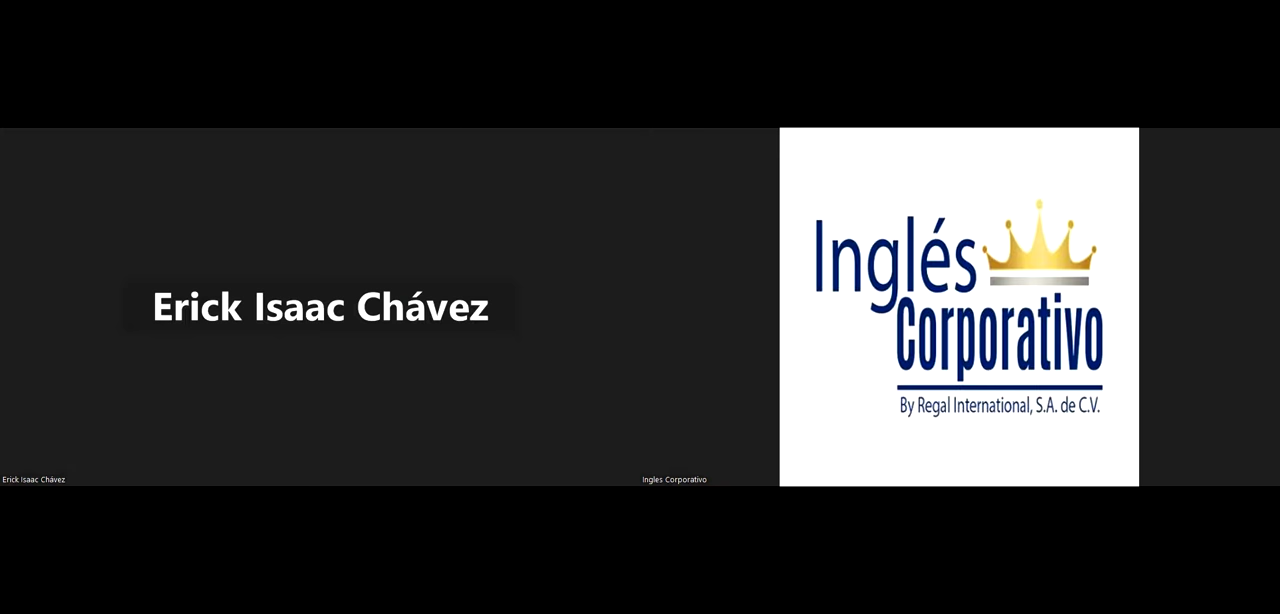 Erick Isaac Chávez
Erick Isaac Chávez
Inglés
Corporativo
By Regal International, S.A. de C.V.
Ingles Corporativo